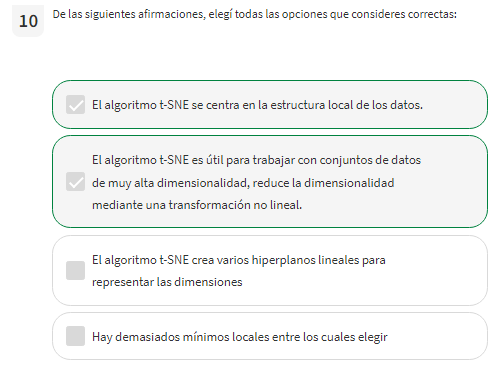 10 De las siguientes afirmaciones, elegí todas las opciones que consideres correctas:
El algoritmo t-SNE se centra en la estructura local de los datos.
El algoritmo t-SNE es útil para trabajar con conjuntos de datos
de muy alta dimensionalidad, reduce la dimensionalidad
mediante una transformación no lineal.
El algoritmo t-SNE crea varios hiperplanos lineales para
representar las dimensiones
Hay demasiados mínimos locales entre los cuales elegir